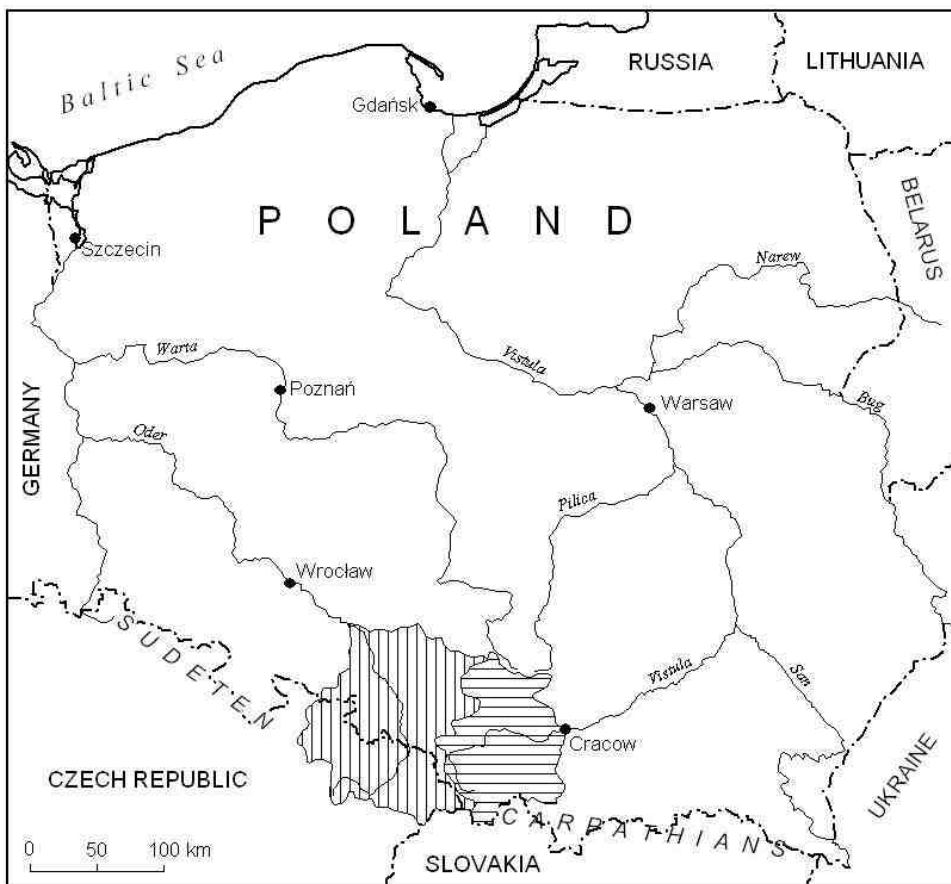 Baltic Sea
RUSSIA
LITHUANIA
Gdańsk
BELARUS
POLAND
Szczecin
Narew
Warta
Vistula
Poznań
Warsaw
Bug
GERMANY
Oder
Pilica
Wrocław
SUDETEN
Vistula
San
Cracow
CZECH REPUBLIC
UKRAINE
CARPATHIANS
0 50 100 km
SLOVAKIA